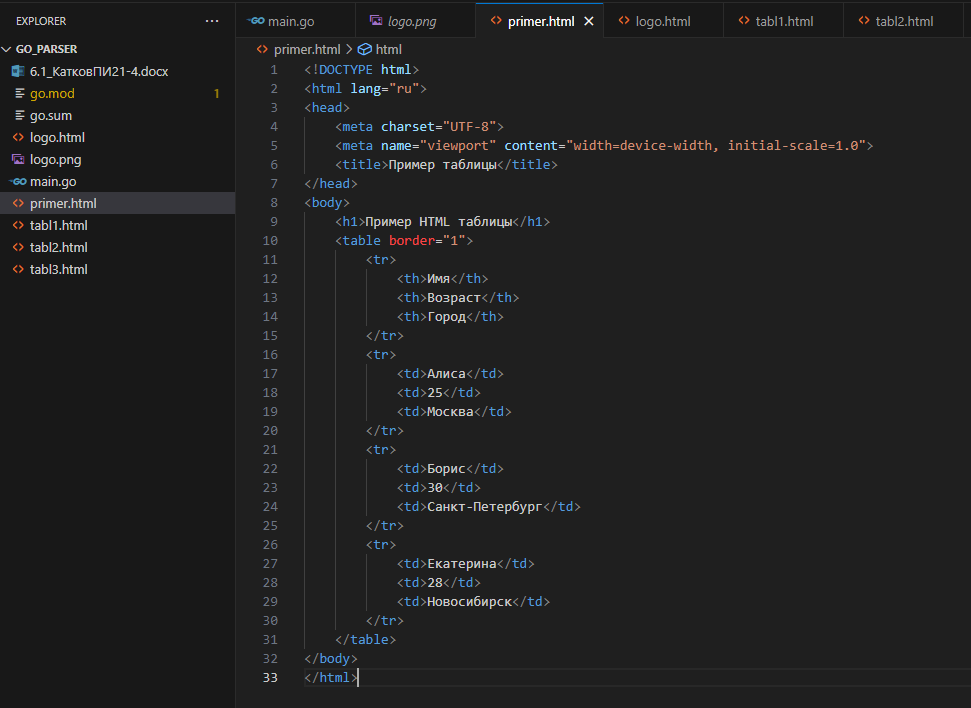 EXPLORER ···
GO_PARSER
6.1_КатковПИ21-4.docx
go.mod 1
go.sum
logo.html
logo.png
main.go
primer.html
tabl1.html
tabl2.html
tabl3.html
main.go logo.png primer.html logo.html tabl1.html tabl2.html
primer.html > html
1 <!DOCTYPE html>
2 <html lang="ru">
3 <head>
4 <meta charset="UTF-8">
5 <meta name="viewport" content="width=device-width, initial-scale=1.0">
6 <title>Пример таблицы</title>
7 </head>
8 <body>
9 <h1>Пример HTML таблицы</h1>
10 <table border="1">
11 <tr>
12 <th>Имя</th>
13 <th>Возраст</th>
14 <th>Город</th>
15 </tr>
16 <tr>
17 <td>Алиса</td>
18 <td>25</td>
19 <td>Москва</td>
20 </tr>
21 <tr>
22 <td>Борис</td>
23 <td>30</td>
24 <td>Санкт-Петербург</td>
25 </tr>
26 <tr>
27 <td>Екатерина</td>
28 <td>28</td>
29 <td>Новосибирск</td>
30 </tr>
31 </table>
32 </body>
33 </html>